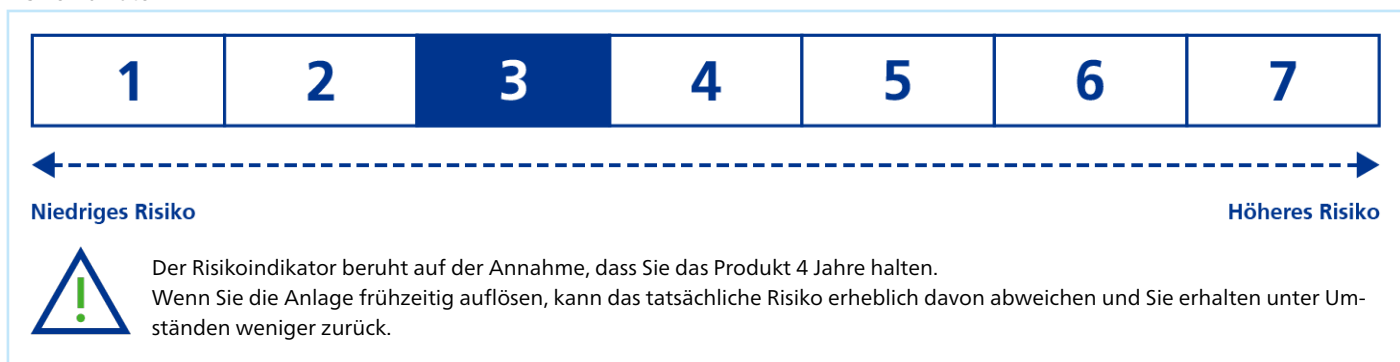 1 2 3 4 5 6 7
Niedriges Risiko Höheres Risiko
Der Risikoindikator beruht auf der Annahme, dass Sie das Produkt 4 Jahre halten.
Wenn Sie die Anlage frühzeitig auflösen, kann das tatsächliche Risiko erheblich davon abweichen und Sie erhalten unter Um-
ständen weniger zurück.